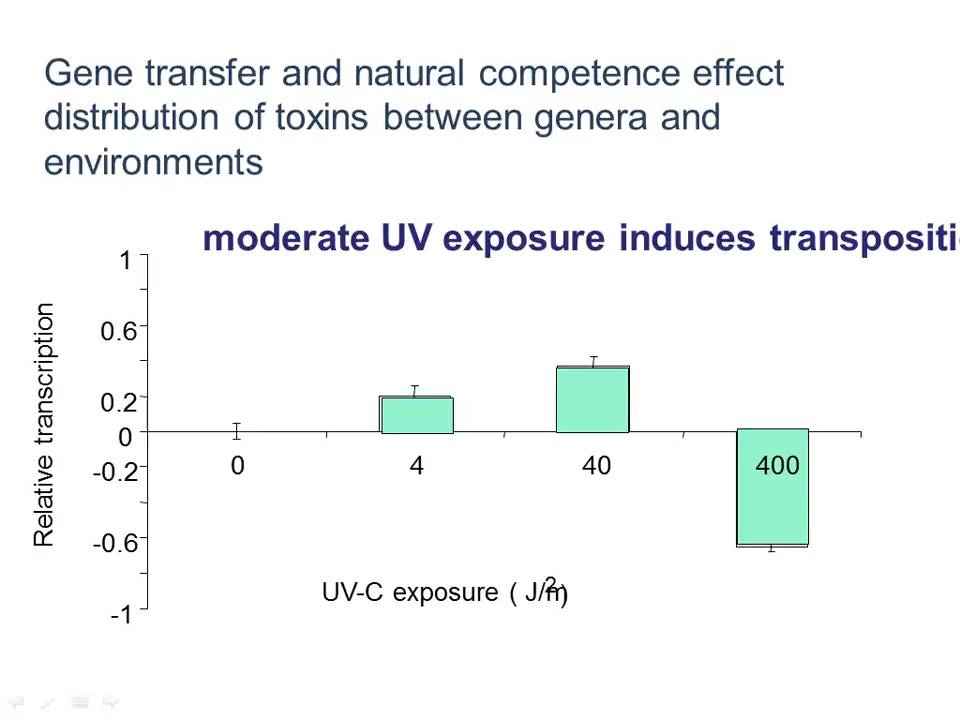 Gene transfer and natural competence effect
distribution of toxins between genera and
environments
moderate UV exposure induces transpositi
1
0.6
0.2
0
-0.2
-0.6
-1
Relative transcription
0
4
40
400
UV-C exposure ( J/m2)